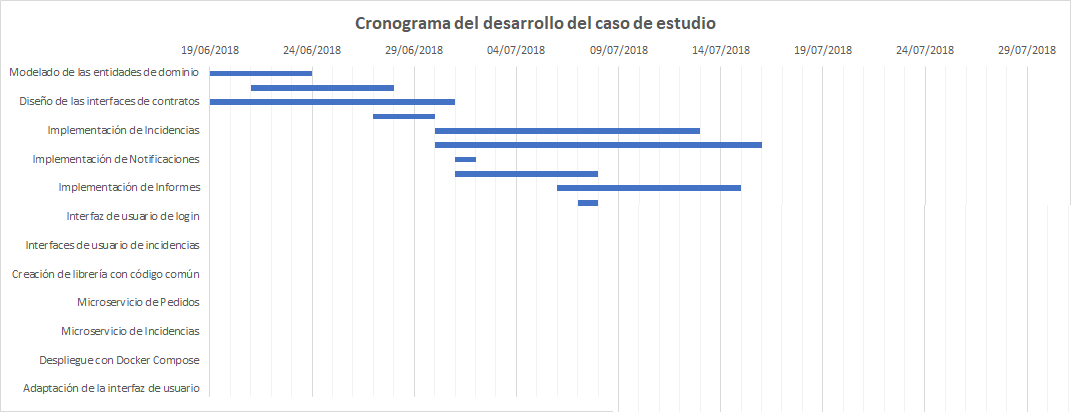 Cronograma del desarrollo del caso de estudio
19/06/2018 24/06/2018 29/06/2018 04/07/2018 09/07/2018 14/07/2018 19/07/2018 24/07/2018 29/07/2018
Modelado de las entidades de dominio
Diseño de las interfaces de contratos
Implementación de Incidencias
Implementación de Notificaciones
Implementación de Informes
Interfaz de usuario de login
Interfaces de usuario de incidencias
Creación de librería con código común
Microservicio de Pedidos
Microservicio de Incidencias
Despliegue con Docker Compose
Adaptación de la interfaz de usuario